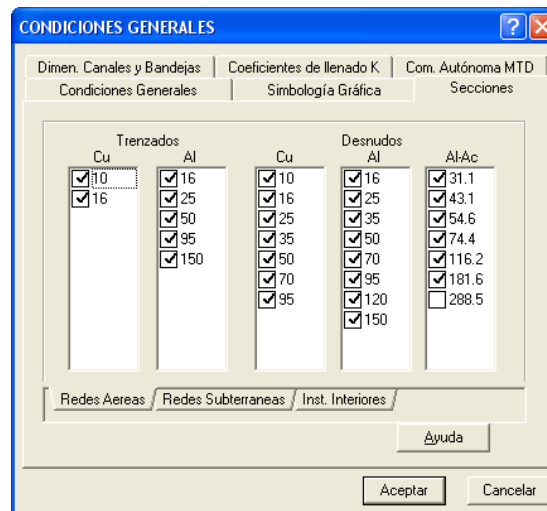 CONDICIONES GENERALES
Dimen. Canales y Bandejas Coeficientes de llenado K Com. Autónoma MTD
Condiciones Generales Simbología Gráfica Secciones
Trenzados Desnudos
Cu Al Cu Al Al-Ac
10 16 10 16 31.1
16 25 16 25 43.1
50 25 35 54.6
95 35 50 74.4
150 50 70 116.2
70 95 181.6
95 120 288.5
150
Redes Aereas Redes Subterraneas Inst. Interiores
Ayuda
Aceptar Cancelar